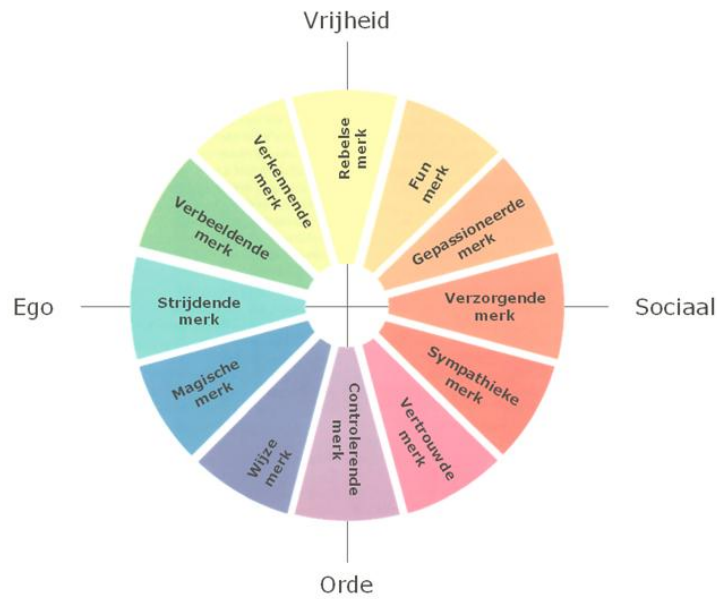 Vrijheid
Rebelse
merk
Fun
merk
Gepassioneerde
merk
Verzorgende
merk
Sympathieke
merk
Vertrouwde
merk
Controlerende
merk
Wijze
merk
Magische
merk
Strijdende
merk
Verbeeldende
merk
Verkennende
merk
Ego
Sociaal
Orde